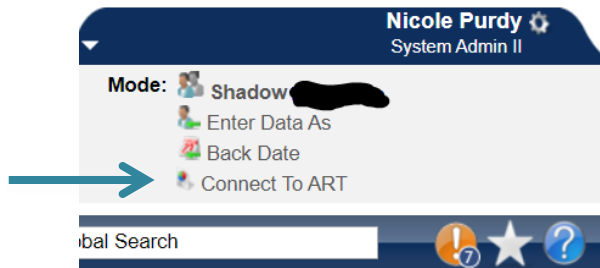 Nicole Purdy
System Admin II
Mode: Shadow
Enter Data As
Back Date
Connect To ART
bal Search
7